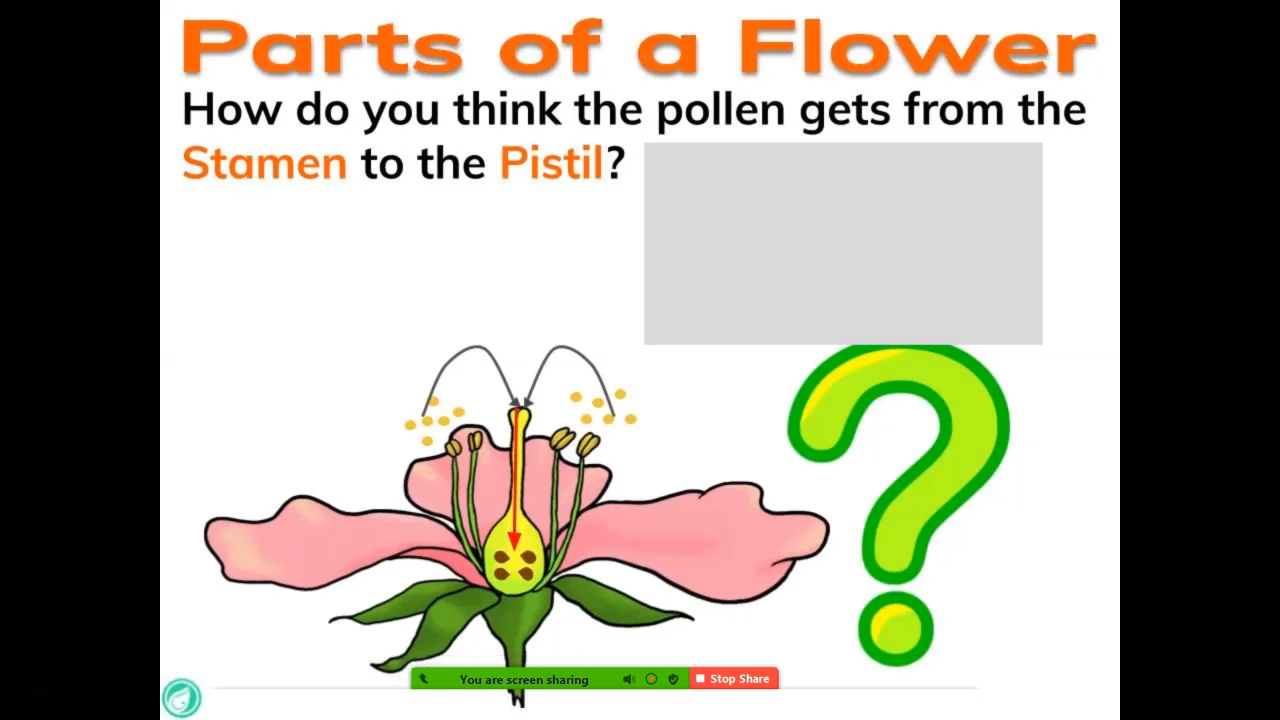 Parts of a Flower
How do you think the pollen gets from the
Stamen to the Pistil?
You are screen sharing
Stop Share